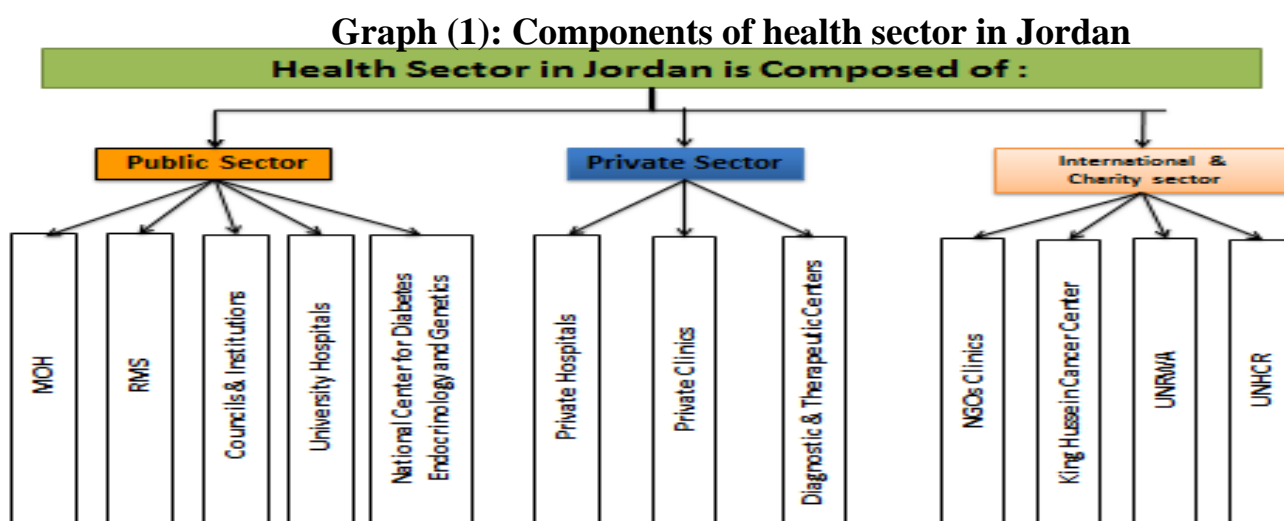 Graph (1): Components of health sector in Jordan
Health Sector in Jordan is Composed of :
Public Sector
Private Sector
International &
Charity sector
MOH
RMS
Councils & Institutions
University Hospitals
National Center for Diabetes
Endocrinology and Genetics
Private Hospitals
Private Clinics
Diagnostic & Therapeutic Centers
NGOs Clinics
King Hussein Cancer Center
UNRWA
UNHCR